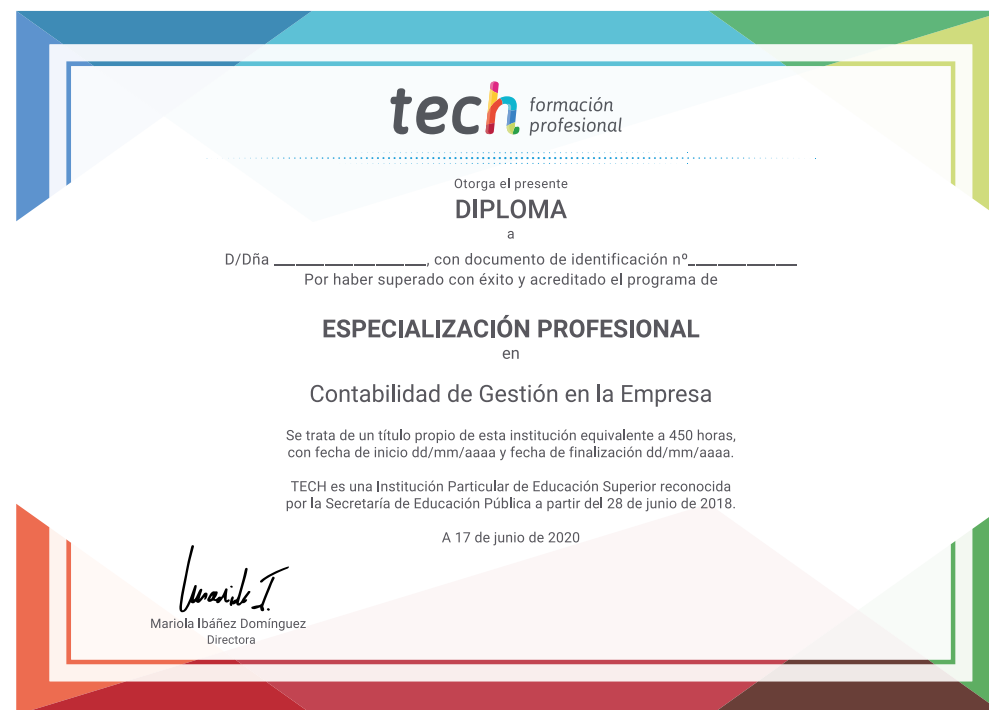 tech formación
profesional
Otorga el presente
DIPLOMA
a
D/Dña ______________, con documento de identificación nº__________
Por haber superado con éxito y acreditado el programa de
ESPECIALIZACIÓN PROFESIONAL
en
Contabilidad de Gestión en la Empresa
Se trata de un título propio de esta institución equivalente a 450 horas,
con fecha de inicio dd/mm/aaaa y fecha de finalización dd/mm/aaaa.
TECH es una Institución Particular de Educación Superior reconocida
por la Secretaría de Educación Pública a partir del 28 de junio de 2018.
A 17 de junio de 2020
Mariola Ibáñez Domínguez
Directora